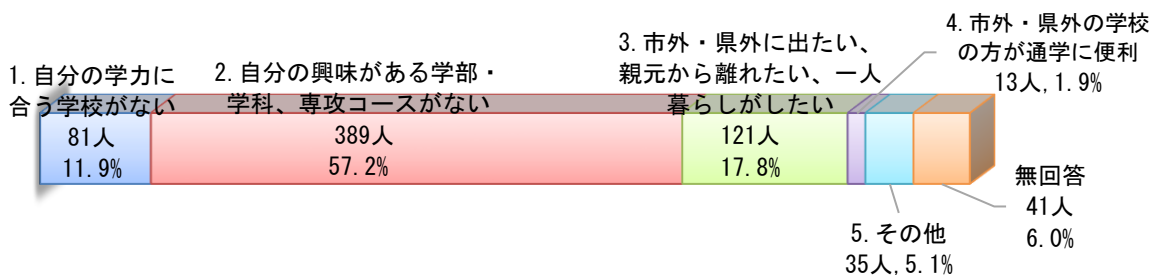 1.自分の学力に
合う学校がない
81人
11.9%
2.自分の興味がある学部・
学科、専攻コースがない
389人
57.2%
3.市外・県外に出たい、
親元から離れたい、一人
暮らしがしたい
121人
17.8%
4.市外・県外の学校
の方が通学に便利
13人,1.9%
5.その他
35人,5.1%
無回答
41人
6.0%